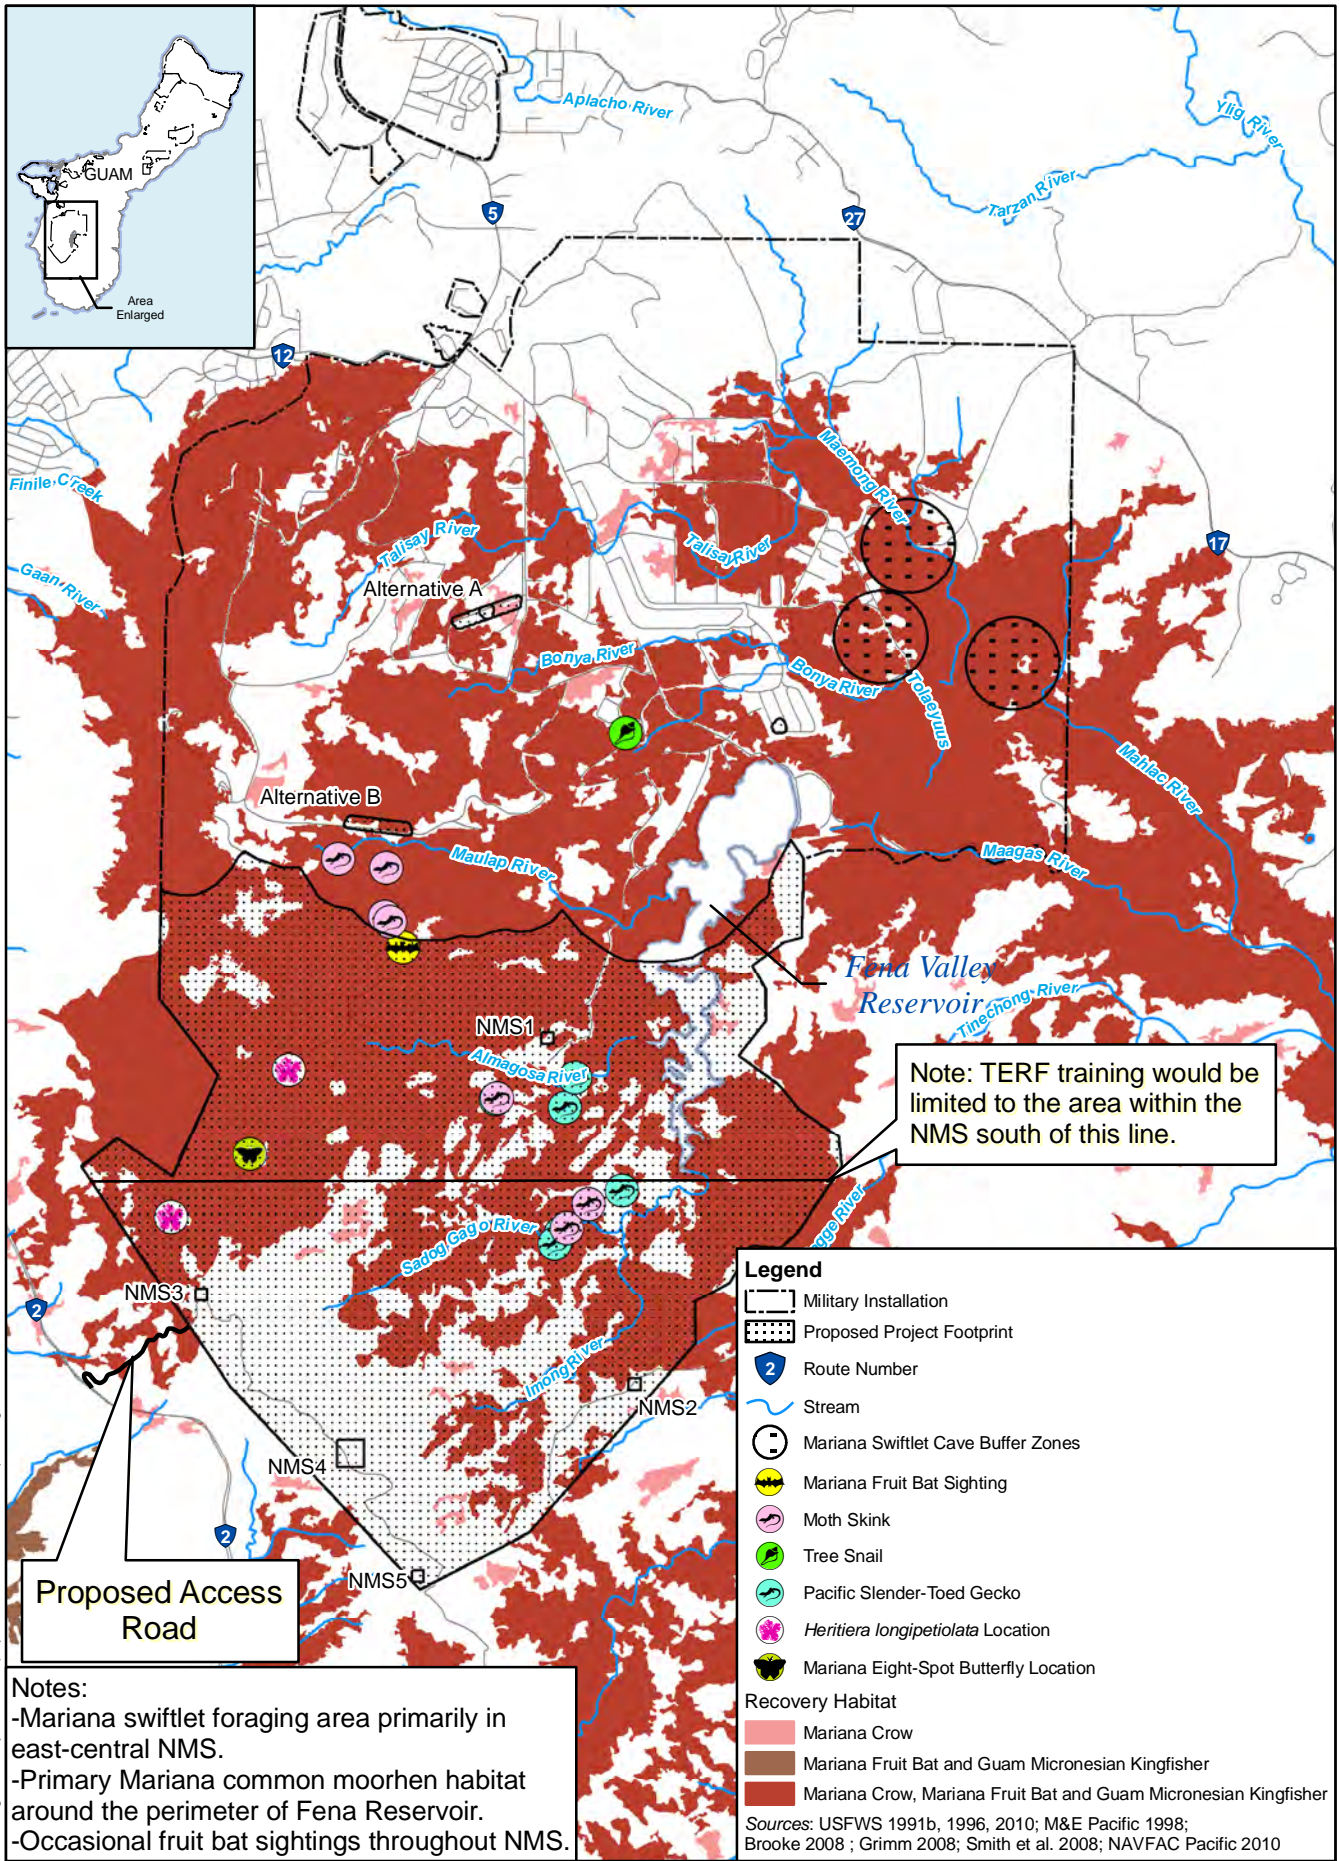 GUAM
Area
Enlarged
Aplacho River
Ylig River
Tarzan River
5
27
12
17
Finile Creek
Gaan River
Talisay River
Maemong River
Talisay River
Alternative A
Bonya River
Bonya River
Tolaeyuus
Mahlac River
Alternative B
Maulap River
Maagas River
Fena Valley
Reservoir
Tinechong River
NMS1
Almagosa River
Note: TERF training would be
limited to the area within the
NMS south of this line.
Sadog Gago River
gge River
NMS3
2
Imong River
NMS2
NMS4
2
NMS5
Proposed Access
Road
Notes:
-Mariana swiftlet foraging area primarily in
east-central NMS.
-Primary Mariana common moorhen habitat
around the perimeter of Fena Reservoir.
-Occasional fruit bat sightings throughout NMS.
Legend
Military Installation
Proposed Project Footprint
2 Route Number
Stream
Mariana Swiftlet Cave Buffer Zones
Mariana Fruit Bat Sighting
Moth Skink
Tree Snail
Pacific Slender-Toed Gecko
Heritiera longipetiolata Location
Mariana Eight-Spot Butterfly Location
Recovery Habitat
Mariana Crow
Mariana Fruit Bat and Guam Micronesian Kingfisher
Mariana Crow, Mariana Fruit Bat and Guam Micronesian Kingfisher
Sources: USFWS 1991b, 1996, 2010; M&E Pacific 1998;
Brooke 2008 ; Grimm 2008; Smith et al. 2008; NAVFAC Pacific 2010